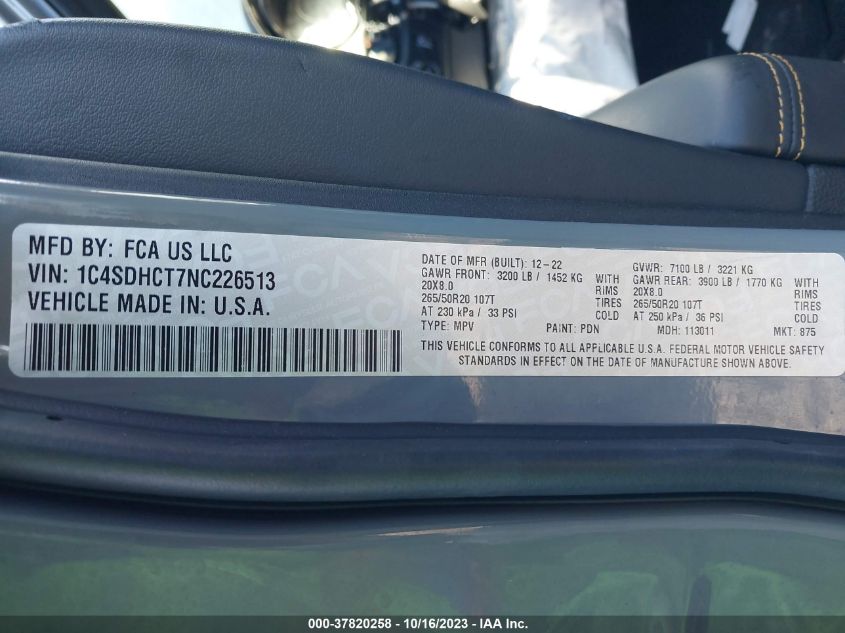 MFD BY: FCA US LLC
VIN: 1C4SDHCT7NC226513
VEHICLE MADE IN: U.S.A.
DATE OF MFR (BUILT): 12-22 GVWR: 7100 LB / 3221 KG
GAWR FRONT: 3200 LB / 1452 KG WITH GAWR REAR: 3900 LB / 1770 KG WITH
20X8.0 RIMS 20X8.0 RIMS
265/50R20 107T TIRES 265/50R20 107T TIRES
AT 230 kPa / 33 PSI COLD AT 250 kPa / 36 PSI COLD
TYPE: MPV PAINT: PDN MDH: 113011 MKT: 875
THIS VEHICLE CONFORMS TO ALL APPLICABLE U.S.A. FEDERAL MOTOR VEHICLE SAFETY
STANDARDS IN EFFECT ON THE DATE OF MANUFACTURE SHOWN ABOVE.
000-37820258 - 10/16/2023 - IAA Inc.